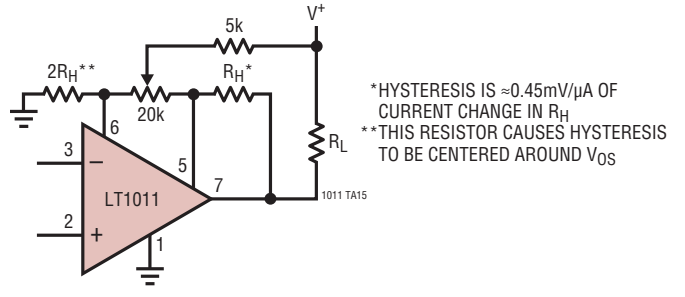 V+
5k
2RH**
RH*
20k
6
3
−
5
RL
7
LT1011
1011 TA15
2
+
1
*HYSTERESIS IS ≈0.45mV/µA OF
CURRENT CHANGE IN RH
**THIS RESISTOR CAUSES HYSTERESIS
TO BE CENTERED AROUND VOS